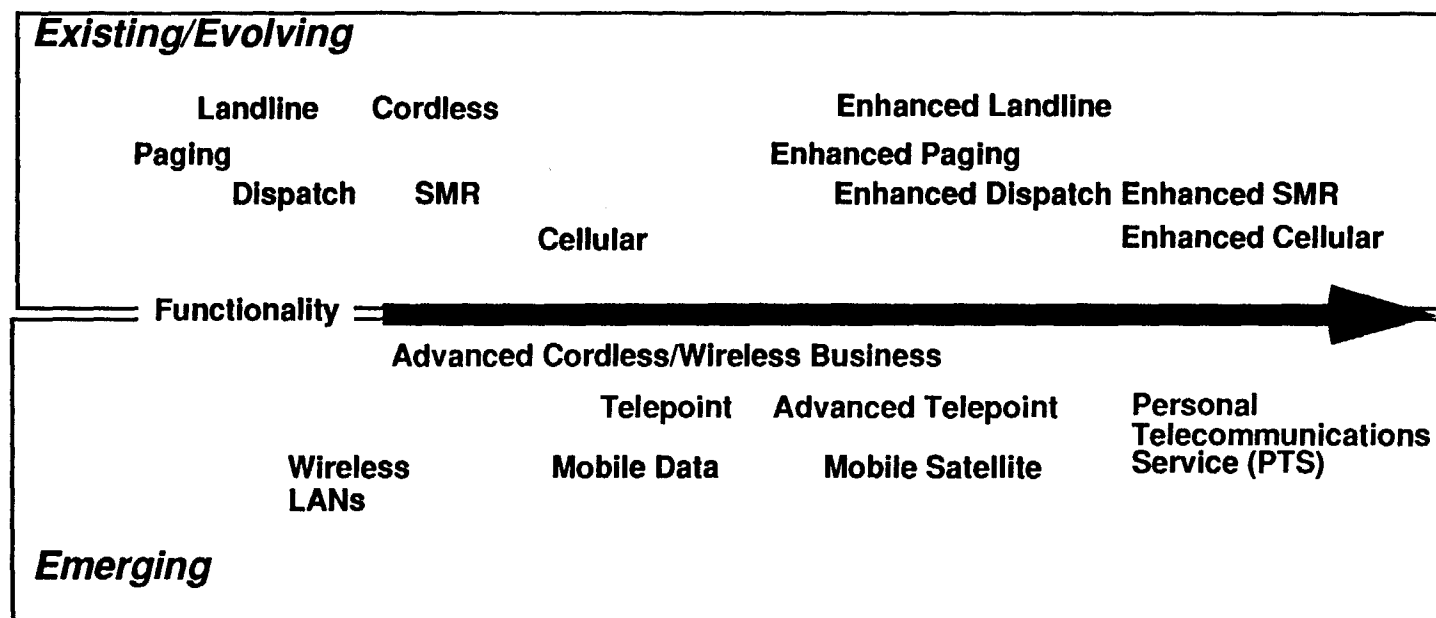 Existing/Evolving
Landline Cordless Enhanced Landline
Paging Enhanced Paging
Dispatch SMR Enhanced Dispatch Enhanced SMR
Cellular Enhanced Cellular
Functionality
Advanced Cordless/Wireless Business
Telepoint Advanced Telepoint Personal
Telecommunications
Wireless Mobile Data Mobile Satellite Service (PTS)
LANs
Emerging